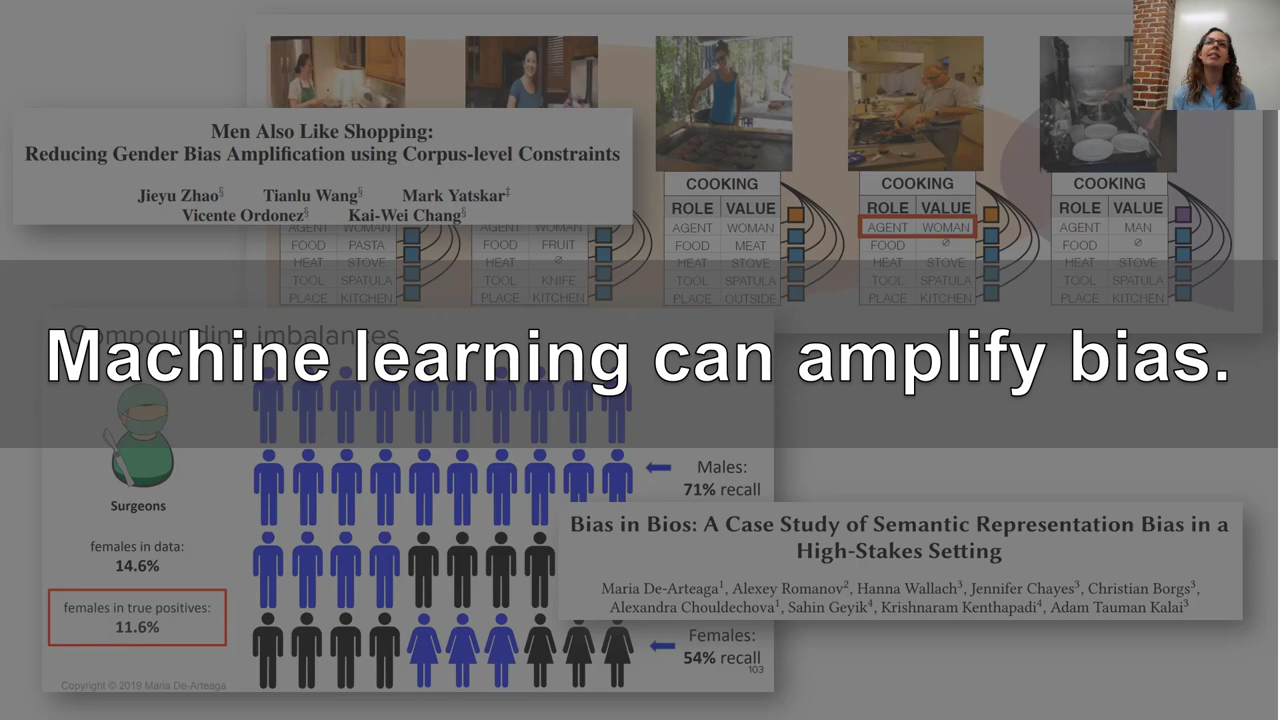 Men Also Like Shopping:
Reducing Gender Bias Amplification using Corpus-level Constraints
Jieyu Zhao§ Tianlu Wang§ Mark Yatskar‡
Vicente Ordonez§ Kai-Wei Chang§
COOKING
ROLE VALUE
AGENT WOMAN
FOOD PASTA
HEAT STOVE
TOOL SPATULA
PLACE KITCHEN
AGENT WOMAN
FOOD FRUIT
HEAT ∅
TOOL KNIFE
PLACE KITCHEN
AGENT WOMAN
FOOD MEAT
HEAT STOVE
TOOL SPATULA
PLACE OUTSIDE
COOKING
ROLE VALUE
AGENT WOMAN
FOOD ∅
HEAT STOVE
TOOL SPATULA
PLACE KITCHEN
COOKING
ROLE VALUE
AGENT MAN
FOOD ∅
HEAT STOVE
TOOL SPATULA
PLACE KITCHEN
Compounding imbalances
Machine learning can amplify bias.
Surgeons
females in data:
14.6%
females in true positives:
11.6%
Males:
71% recall
Females:
54% recall
103
Copyright © 2019 Maria De-Arteaga
Bias in Bios: A Case Study of Semantic Representation Bias in a
High-Stakes Setting
Maria De-Arteaga1, Alexey Romanov2, Hanna Wallach3, Jennifer Chayes3, Christian Borgs3,
Alexandra Chouldechova1, Sahin Geyik4, Krishnaram Kenthapadi4, Adam Tauman Kalai3